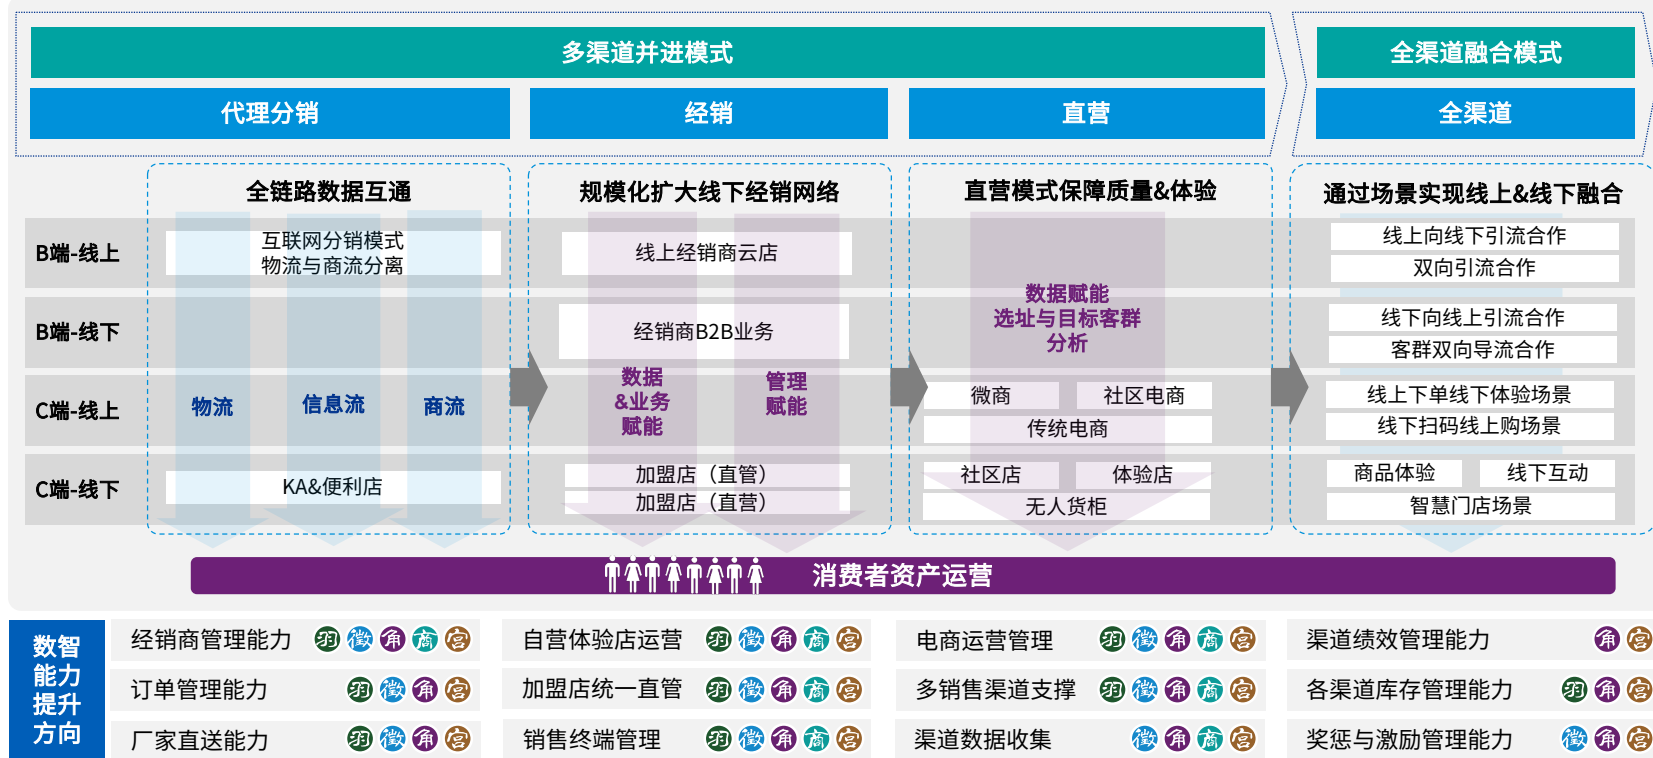 多渠道并进模式
全渠道融合模式
代理分销
经销
直营
全渠道
全链路数据互通
规模化扩大线下经销网络
直营模式保障质量&体验
通过场景实现线上&线下融合
B端-线上
互联网分销模式
物流与商流分离
线上经销商云店
线上向线下引流合作
双向引流合作
B端-线下
经销商B2B业务
数据赋能
选址与目标客群
分析
线下向线上引流合作
客群双向导流合作
C端-线上
物流
信息流
商流
数据
&业务
赋能
管理
赋能
微商
社区电商
传统电商
线上下单线下体验场景
线下扫码线上购场景
C端-线下
KA&便利店
加盟店（直管）
加盟店（直营）
社区店
体验店
无人货柜
商品体验
线下互动
智慧门店场景
消费者资产运营
数智
能力
提升
方向
经销商管理能力 羽 徵 角 商 宫
自营体验店运营 羽 徵 角 商 宫
电商运营管理 羽 徵 角 商 宫
渠道绩效管理能力 角 宫
订单管理能力 羽 徵 角 宫
加盟店统一直管 羽 徵 角 商 宫
多销售渠道支撑 羽 徵 角 商 宫
各渠道库存管理能力 羽 角 宫
厂家直送能力 羽 徵 角 宫
销售终端管理 羽 徵 角 商 宫
渠道数据收集 徵 角 商 宫
奖惩与激励管理能力 徵 角 宫